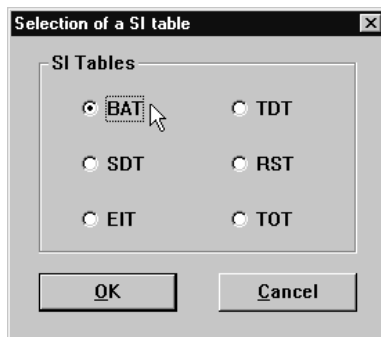 Selection of a SI table
SI Tables
BAT TDT
SDT RST
EIT TOT
OK Cancel